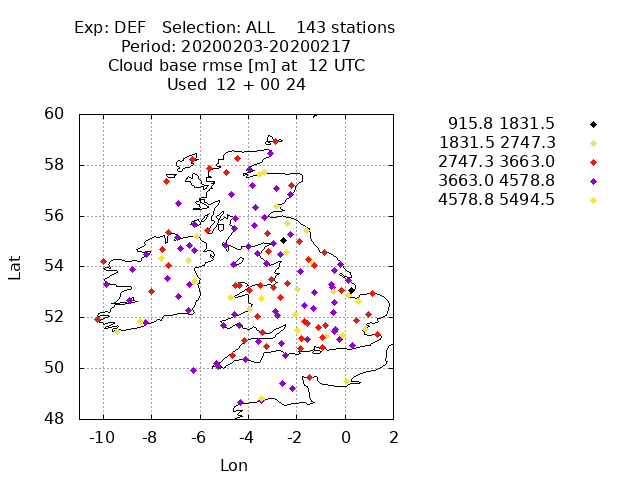 Exp: DEF   Selection: ALL    143 stations
Period: 20200203-20200217
Cloud base rmse [m] at  12 UTC
Used  12 + 00 24
915.8 1831.5
1831.5 2747.3
2747.3 3663.0
3663.0 4578.8
4578.8 5494.5
60
58
56
54
52
50
48
Lat
-10 -8 -6 -4 -2 0 2
Lon